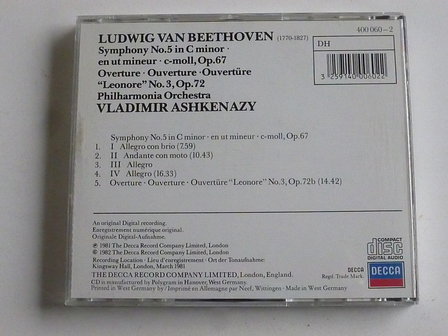 LUDWIG VAN BEETHOVEN (1770-1827)
Symphony No.5 in C minor ·
en ut mineur · c-moll, Op.67
Overture · Ouverture · Ouvertüre
“Leonore” No.3, Op.72
Philharmonia Orchestra
VLADIMIR ASHKENAZY
400 060–2
DH
3"259140"006022"
Symphony No.5 in C minor · en ut mineur · c-moll, Op.67
1. I Allegro con brio (7.59)
2. II Andante con moto (10.43)
3. III Allegro
4. IV Allegro (16.33)
5. Overture · Ouverture · Ouvertüre “Leonore” No.3, Op.72b (14.42)
An original Digital recording.
Enregistrement numérique original.
Originale Digital-Aufnahme.
℗ 1981 The Decca Record Company Limited, London
© 1982 The Decca Record Company Limited, London
Recording Location · Lieu d'enregistrement · Ort der Tonaufnahme:
Kingsway Hall, London, March 1981
THE DECCA RECORD COMPANY LIMITED, London, England.
CD is manufactured by Polygram in Hanover, West Germany
Printed in West Germany / Imprimé en Allemagne par Neef, Wittingen · Made in West Germany
COMPACT
disc
DIGITAL AUDIO
DECCA
Regd. Trade Mark.
DECCA